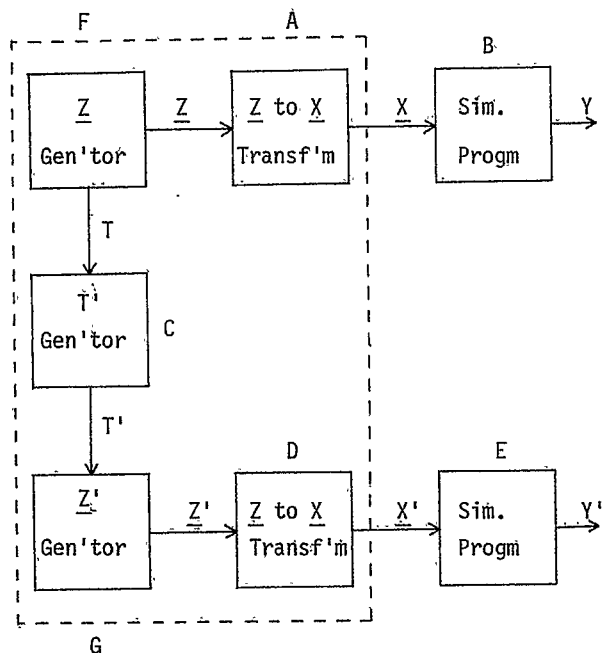 F A
B
Z Z Z to X X Sim. Y
Gen'tor Transf'm Progm
T
T'
Gen'tor C
T'
D E
Z' Z' Z to X X' Sim. Y'
Gen'tor Transf'm Progm
G